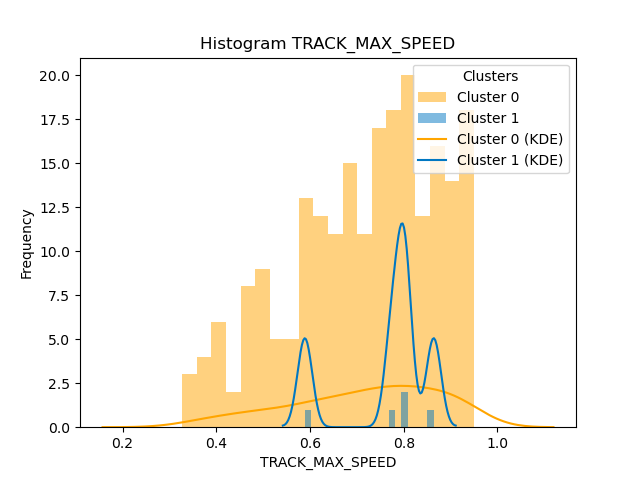 Histogram TRACK_MAX_SPEED
Clusters
Cluster 0
Cluster 1
Cluster 0 (KDE)
Cluster 1 (KDE)
Frequency
20.0
17.5
15.0
12.5
10.0
7.5
5.0
2.5
0.0
0.2 0.4 0.6 0.8 1.0
TRACK_MAX_SPEED